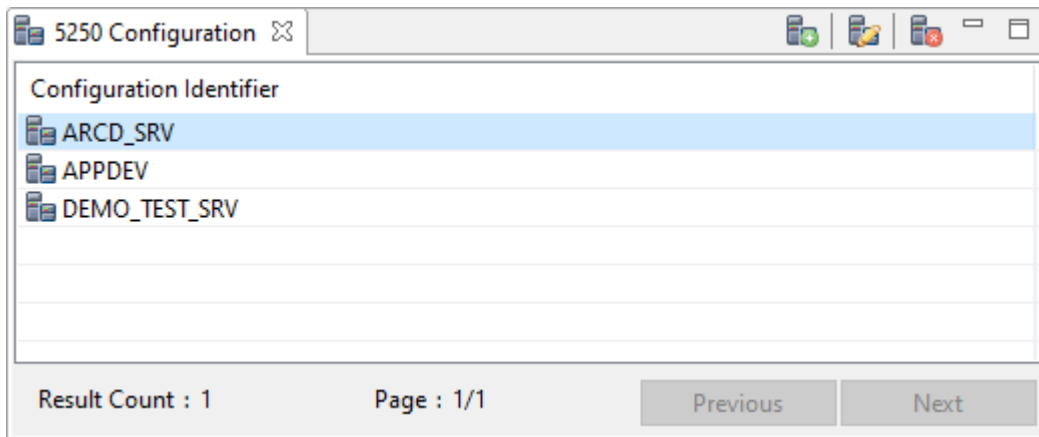 5250 Configuration
Configuration Identifier
ARCD_SRV
APPDEV
DEMO_TEST_SRV
Result Count : 1 Page : 1/1 Previous Next